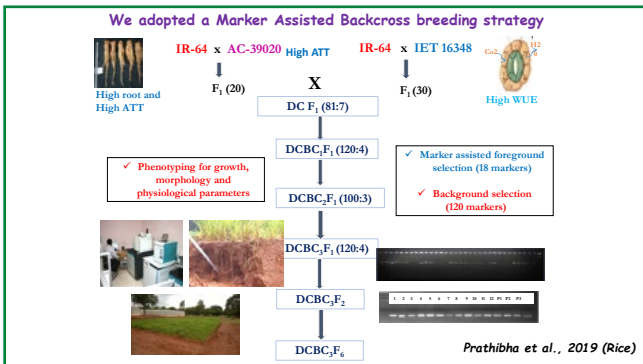 We adopted a Marker Assisted Backcross breeding strategy
IR-64 x AC-39020 High ATT
IR-64 x IET 16348
High root and
High ATT
F₁ (20)
X
F₁ (30)
Co2
H2
High WUE
DC F₁ (81:7)
DCBC₁F₁ (120:4)
✓ Phenotyping for growth,
morphology and
physiological parameters
✓ Marker assisted foreground
selection (18 markers)
✓ Background selection
(120 markers)
DCBC₂F₁ (100:3)
DCBC₃F₁ (120:4)
DCBC₃F₂
1 2 3 4 5 6 7 8 9 10 11 12 P1 P2 P3
DCBC₃F₆
Prathibha et al., 2019 (Rice)